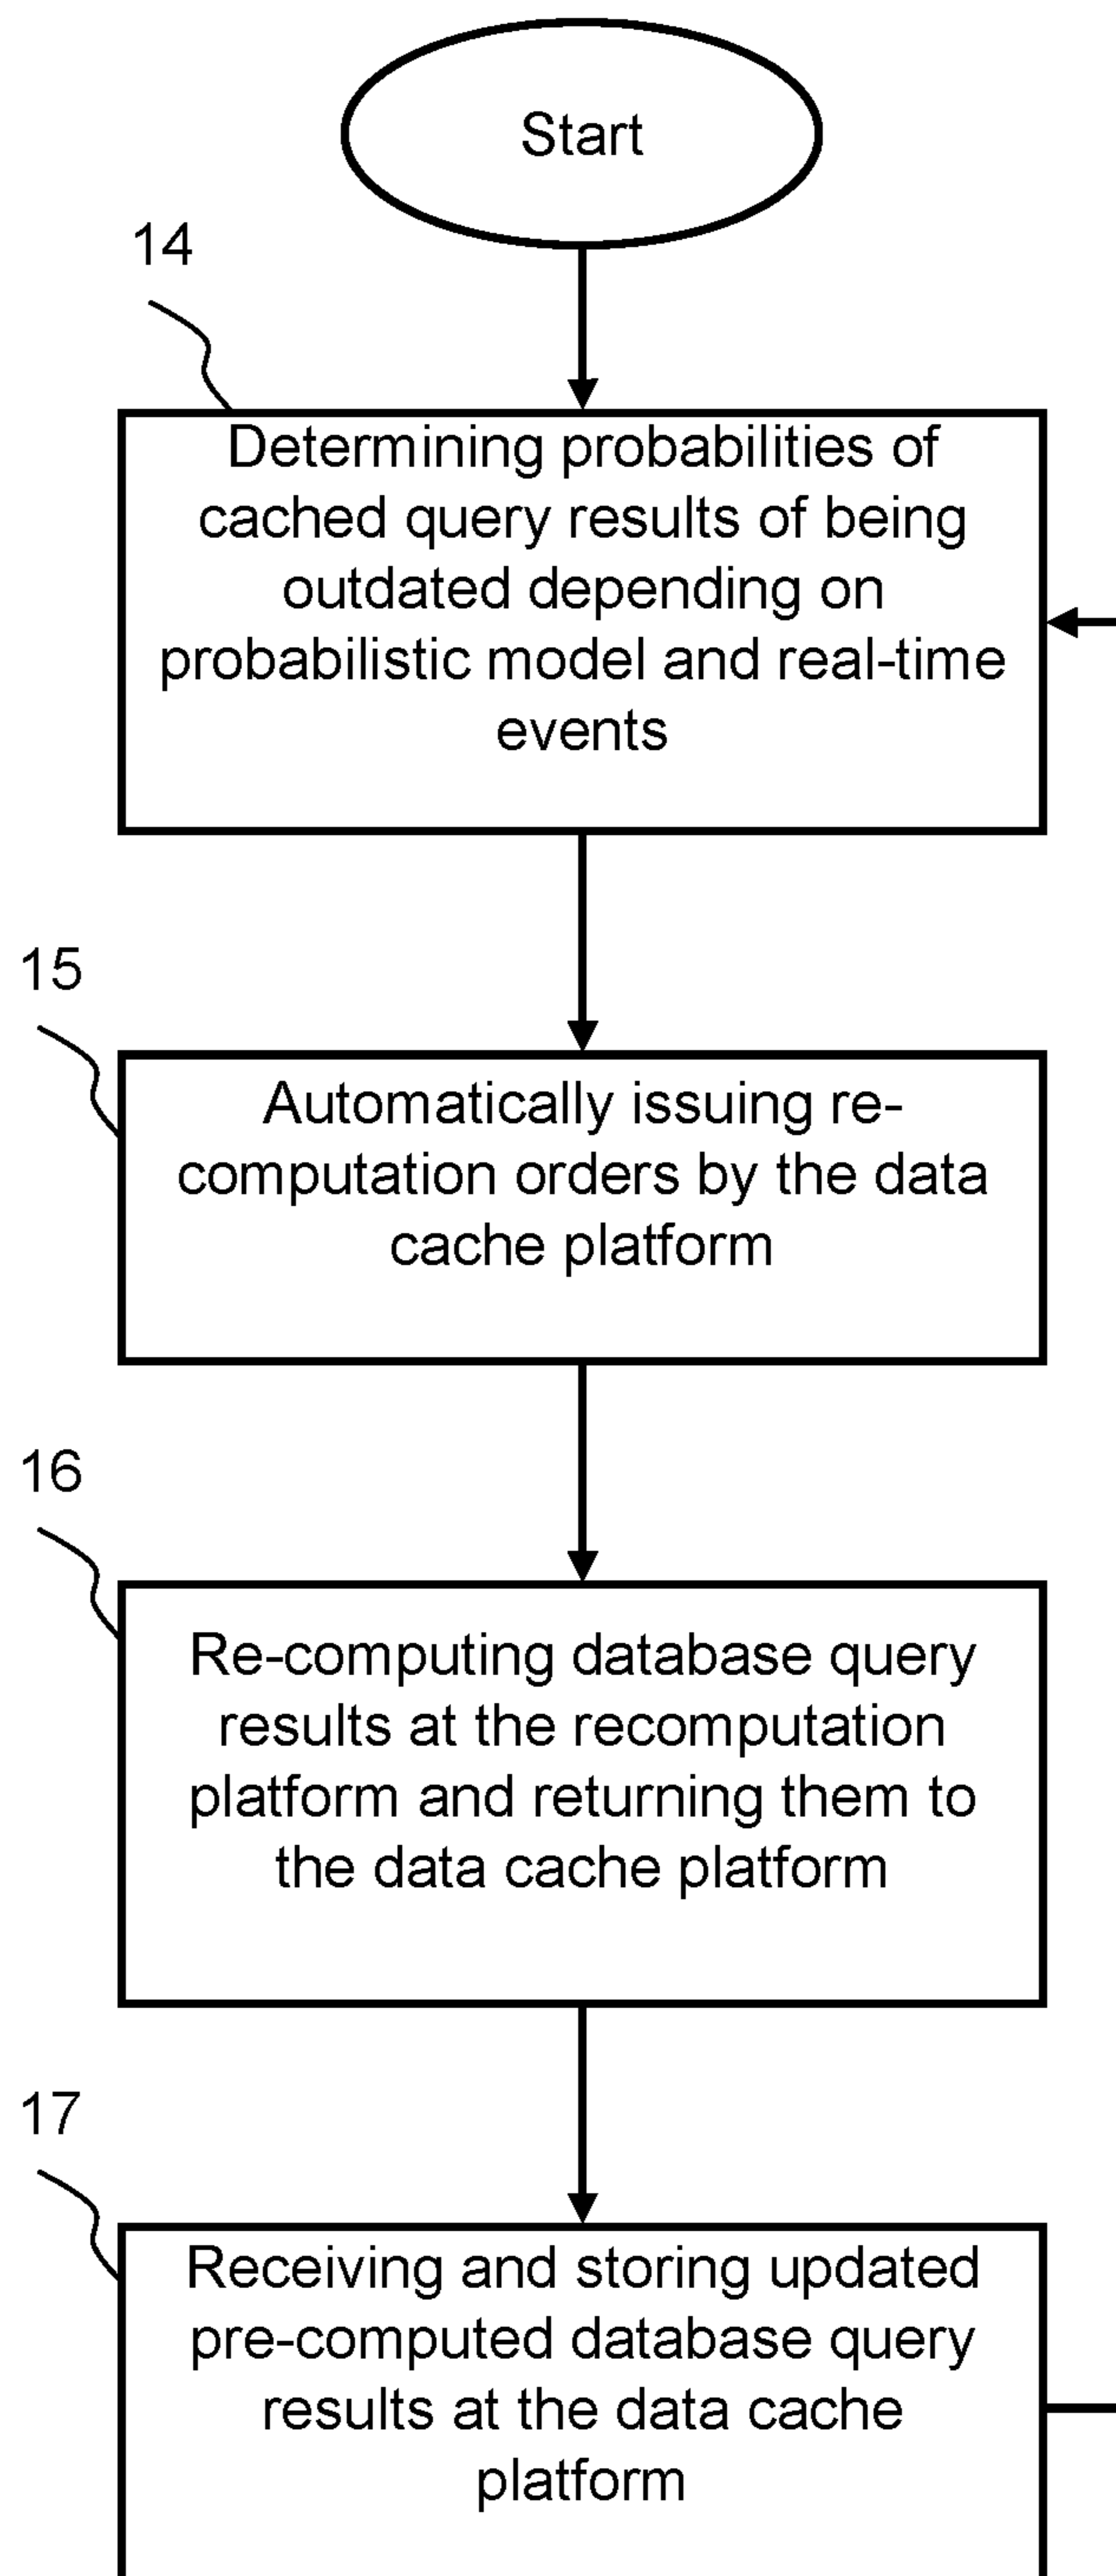 Start
14
Determining probabilities of
cached query results of being
outdated depending on
probabilistic model and real-time
events
15
Automatically issuing re-
computation orders by the data
cache platform
16
Re-computing database query
results at the recomputation
platform and returning them to
the data cache platform
17
Receiving and storing updated
pre-computed database query
results at the data cache
platform